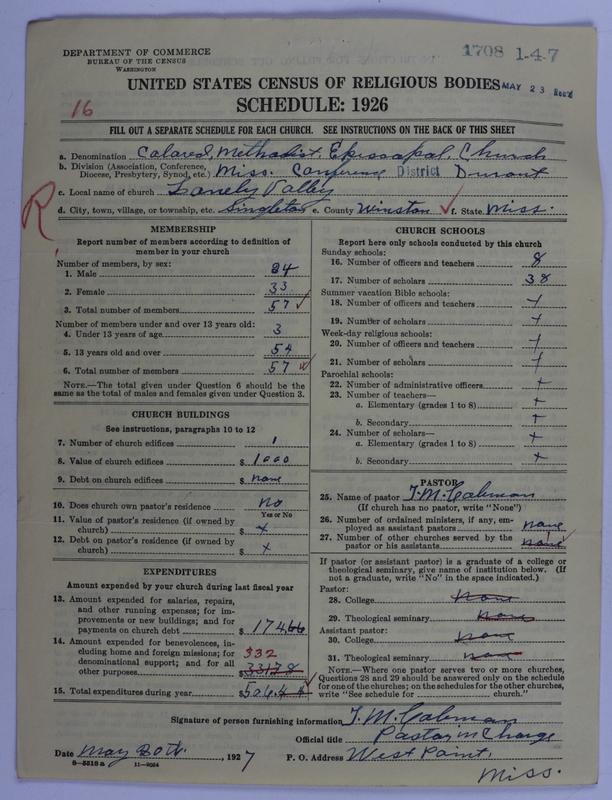 DEPARTMENT OF COMMERCE
BUREAU OF THE CENSUS
WASHINGTON
1708 1-47
UNITED STATES CENSUS OF RELIGIOUS BODIES
MAY 23 Rec'd
16
SCHEDULE: 1926
FILL OUT A SEPARATE SCHEDULE FOR EACH CHURCH. SEE INSTRUCTIONS ON THE BACK OF THIS SHEET
a. Denomination Colored, Methodist, Episcopal, Church
b. Division (Association, Conference, Diocese, Presbytery, Synod, etc.) Miss. Conference District Durant
c. Local name of church Lonely Valley
R
d. City, town, village, or township, etc. Singleton e. County Winston f. State Miss.
MEMBERSHIP
Report number of members according to definition of
member in your church
Number of members, by sex:
1. Male 24
2. Female 33
3. Total number of members 57
Number of members under and over 13 years old:
4. Under 13 years of age 3
5. 13 years old and over 54
6. Total number of members 57
NOTE.—The total given under Question 6 should be the
same as the total of males and females given under Question 3.
CHURCH BUILDINGS
See instructions, paragraphs 10 to 12
7. Number of church edifices 1
8. Value of church edifices $ 1000
9. Debt on church edifices $ none
10. Does church own pastor's residence no
Yes or No
11. Value of pastor's residence (if owned by
church) $ x
12. Debt on pastor's residence (if owned by
church) $ x
EXPENDITURES
Amount expended by your church during last fiscal year
13. Amount expended for salaries, repairs,
and other running expenses; for im-
provements or new buildings; and for
payments on church debt $ 17466
14. Amount expended for benevolences, in-
cluding home and foreign missions; for
denominational support; and for all
other purposes $ 33178
332
15. Total expenditures during year $ 506.44
CHURCH SCHOOLS
Report here only schools conducted by this church
Sunday schools:
16. Number of officers and teachers 8
17. Number of scholars 38
Summer vacation Bible schools:
18. Number of officers and teachers +
19. Number of scholars +
Week-day religious schools:
20. Number of officers and teachers +
21. Number of scholars +
Parochial schools:
22. Number of administrative officers +
23. Number of teachers—
a. Elementary (grades 1 to 8) +
b. Secondary +
24. Number of scholars—
a. Elementary (grades 1 to 8) +
b. Secondary +
PASTOR
25. Name of pastor J. M. Cabman
(If church has no pastor, write "None")
26. Number of ordained ministers, if any, em-
ployed as assistant pastors none
27. Number of other churches served by the
pastor or his assistants none
If pastor (or assistant pastor) is a graduate of a college or
theological seminary, give name of institution below. (If
not a graduate, write "No" in the space indicated.)
Pastor:
28. College none
29. Theological seminary none
Assistant pastor:
30. College none
31. Theological seminary none
NOTE.—Where one pastor serves two or more churches,
Questions 28 and 29 should be answered only on the schedule
for one of the churches; on the schedules for the other churches,
write "See schedule for church."
Signature of person furnishing information J. M. Cabman
Official title Pastor in Charge
Date May 20th, 1927 P. O. Address West Point,
8—5518 a 11—9024
Miss.